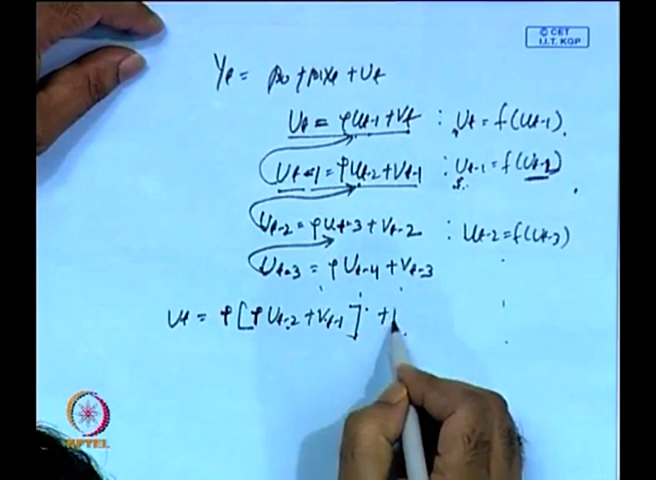 © CET
I.I.T. KGP
Yt = β0 + β1xt + Ut
Ut = ρUt-1 + Vt : Ut = f(Ut-1)
Ut-1 = ρUt-2 + Vt-1 : Ut-1 = f(Ut-2)
Ut-2 = ρUt-3 + Vt-2 : Ut-2 = f(Ut-3)
Ut-3 = ρUt-4 + Vt-3
Ut = ρ[ρUt-2 + Vt-1] +
NPTEL